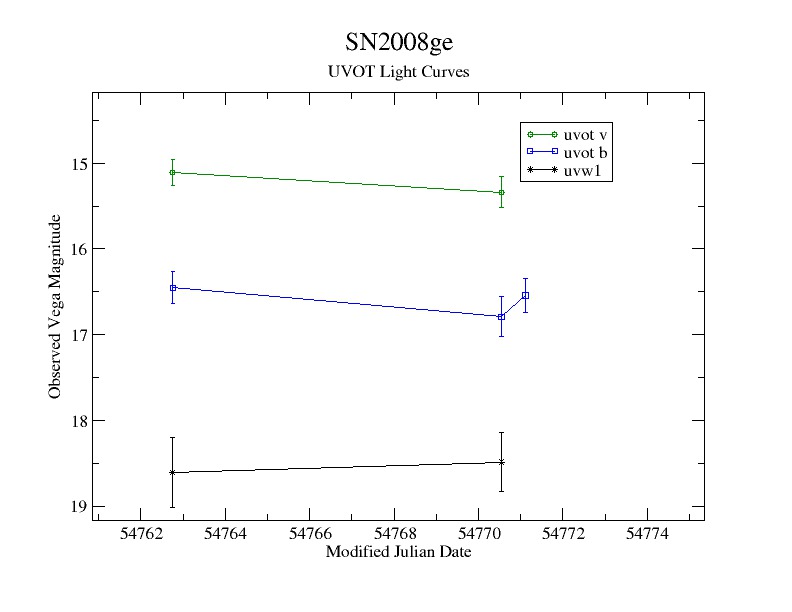 SN2008ge
UVOT Light Curves
uvot v
uvot b
uvw1
Observed Vega Magnitude
15
16
17
18
19
54762 54764 54766 54768 54770 54772 54774
Modified Julian Date